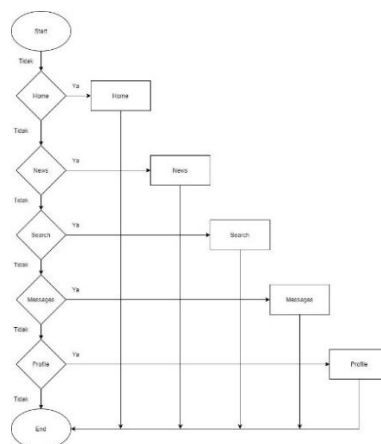 Start
Tidak
Home
Ya
Home
Tidak
News
Ya
News
Tidak
Search
Ya
Search
Tidak
Messages
Ya
Messages
Tidak
Profile
Ya
Profile
Tidak
End